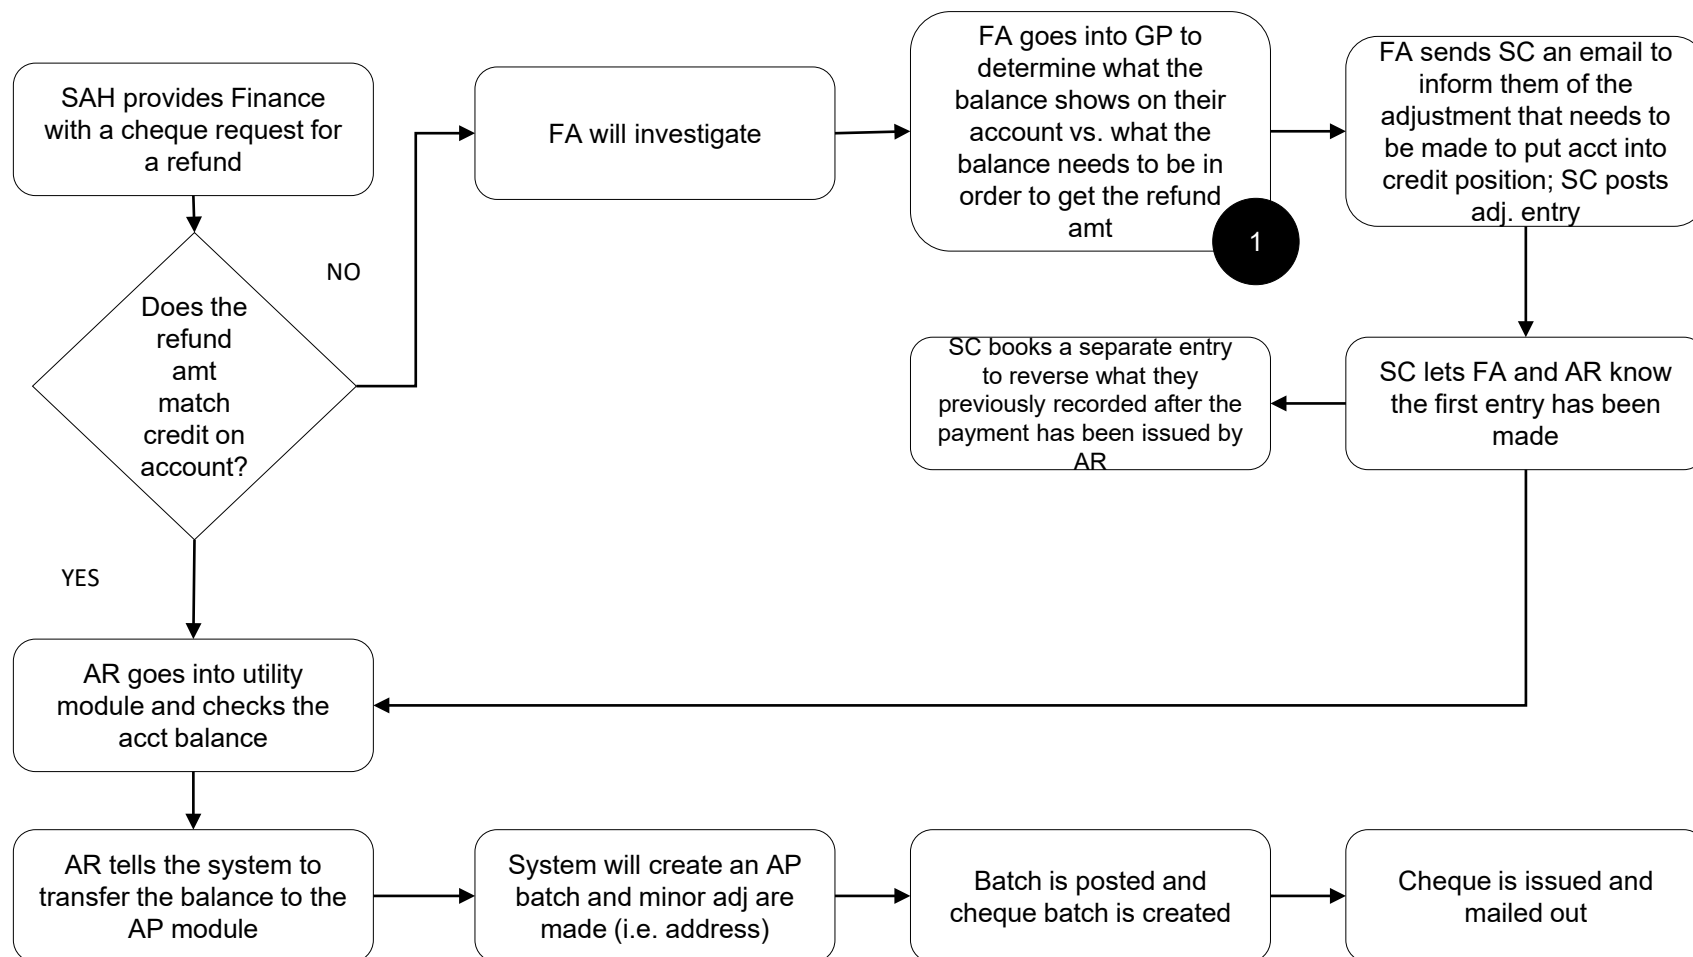 SAH provides Finance
with a cheque request for
a refund
Does the
refund
amt
match
credit on
account?
NO
YES
FA will investigate
FA goes into GP to
determine what the
balance shows on their
account vs. what the
balance needs to be in
order to get the refund
amt
1
FA sends SC an email to
inform them of the
adjustment that needs to
be made to put acct into
credit position; SC posts
adj. entry
SC lets FA and AR know
the first entry has been
made
SC books a separate entry
to reverse what they
previously recorded after the
payment has been issued by
AR
AR goes into utility
module and checks the
acct balance
AR tells the system to
transfer the balance to the
AP module
System will create an AP
batch and minor adj are
made (i.e. address)
Batch is posted and
cheque batch is created
Cheque is issued and
mailed out